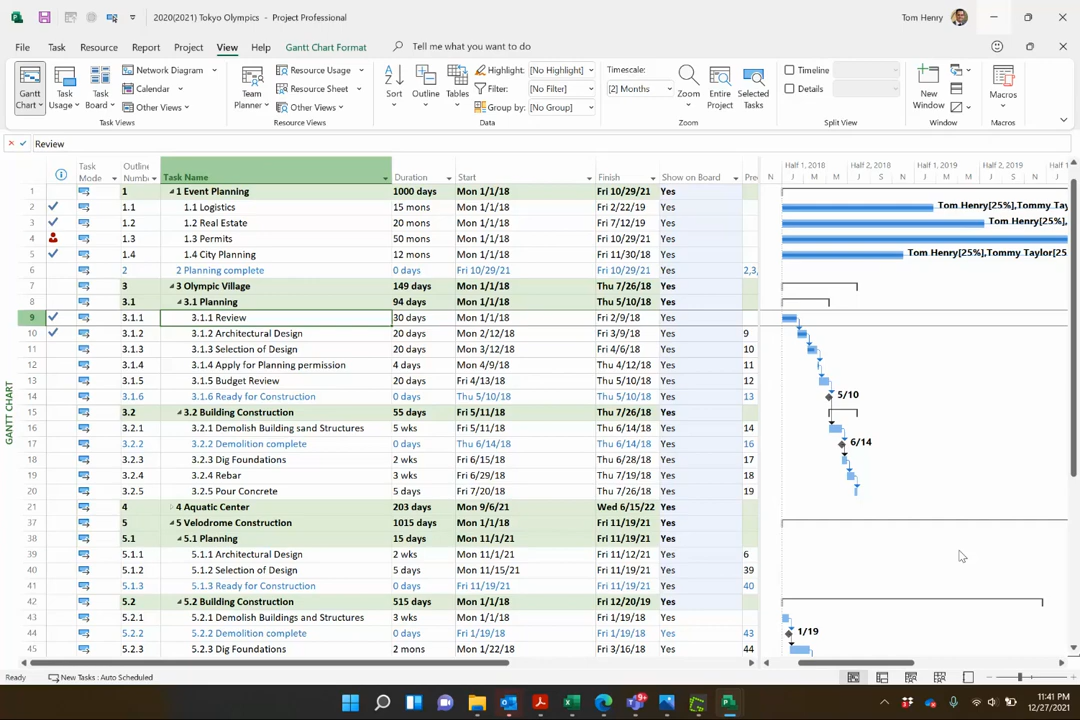 2020(2021) Tokyo Olympics - Project Professional
Tom Henry
File Task Resource Report Project View Help Gantt Chart Format Tell me what you want to do
Gantt Chart
Task Usage
Task Board
Network Diagram
Calendar
Other Views
Task Views
Team Planner
Resource Usage
Resource Sheet
Other Views
Resource Views
Sort
Outline
Tables
Highlight: [No Highlight]
Filter: [No Filter]
Group by: [No Group]
Data
Timescale:
[2] Months
Zoom
Entire Project
Selected Tasks
Zoom
Timeline
Details
Split View
New Window
Window
Macros
Macros
Review
Task Mode Outline Numb Task Name Duration Start Finish Show on Board Pre
N Half 1, 2018 Half 2, 2018 Half 1, 2019 Half 2, 2019 Half 1
J M M J S N J M M J S N J
1 1 1 Event Planning 1000 days Mon 1/1/18 Fri 10/29/21 Yes
2 1.1 1.1 Logistics 15 mons Mon 1/1/18 Fri 2/22/19 Yes Tom Henry[25%],Tommy Tay
3 1.2 1.2 Real Estate 20 mons Mon 1/1/18 Fri 7/12/19 Yes Tom Henry[25%],
4 1.3 1.3 Permits 50 mons Mon 1/1/18 Fri 10/29/21 Yes
5 1.4 1.4 City Planning 12 mons Mon 1/1/18 Fri 11/30/18 Yes Tom Henry[25%],Tommy Taylor[25
6 2 2 Planning complete 0 days Fri 10/29/21 Fri 10/29/21 Yes 2,3,
7 3 3 Olympic Village 149 days Mon 1/1/18 Thu 7/26/18 Yes
8 3.1 3.1 Planning 94 days Mon 1/1/18 Thu 5/10/18 Yes
9 3.1.1 3.1.1 Review 30 days Mon 1/1/18 Fri 2/9/18 Yes
10 3.1.2 3.1.2 Architectural Design 20 days Mon 2/12/18 Fri 3/9/18 Yes 9
11 3.1.3 3.1.3 Selection of Design 20 days Mon 3/12/18 Fri 4/6/18 Yes 10
12 3.1.4 3.1.4 Apply for Planning permission 4 days Mon 4/9/18 Thu 4/12/18 Yes 11
13 3.1.5 3.1.5 Budget Review 20 days Fri 4/13/18 Thu 5/10/18 Yes 12
14 3.1.6 3.1.6 Ready for Construction 0 days Thu 5/10/18 Thu 5/10/18 Yes 13 5/10
15 3.2 3.2 Building Construction 55 days Fri 5/11/18 Thu 7/26/18 Yes
16 3.2.1 3.2.1 Demolish Building sand Structures 5 wks Fri 5/11/18 Thu 6/14/18 Yes 14
17 3.2.2 3.2.2 Demolition complete 0 days Thu 6/14/18 Thu 6/14/18 Yes 16 6/14
18 3.2.3 3.2.3 Dig Foundations 2 wks Fri 6/15/18 Thu 6/28/18 Yes 17
19 3.2.4 3.2.4 Rebar 3 wks Fri 6/29/18 Thu 7/19/18 Yes 18
20 3.2.5 3.2.5 Pour Concrete 5 days Fri 7/20/18 Thu 7/26/18 Yes 19
21 4 4 Aquatic Center 203 days Mon 9/6/21 Wed 6/15/22 Yes
37 5 5 Velodrome Construction 1015 days Mon 1/1/18 Fri 11/19/21 Yes
38 5.1 5.1 Planning 15 days Mon 11/1/21 Fri 11/19/21 Yes
39 5.1.1 5.1.1 Architectural Design 2 wks Mon 11/1/21 Fri 11/12/21 Yes 6
40 5.1.2 5.1.2 Selection of Design 5 days Mon 11/15/21 Fri 11/19/21 Yes 39
41 5.1.3 5.1.3 Ready for Construction 0 days Fri 11/19/21 Fri 11/19/21 Yes 40
42 5.2 5.2 Building Construction 515 days Mon 1/1/18 Fri 12/20/19 Yes
43 5.2.1 5.2.1 Demolish Buildings and Structures 3 wks Mon 1/1/18 Fri 1/19/18 Yes
44 5.2.2 5.2.2 Demolition complete 0 days Fri 1/19/18 Fri 1/19/18 Yes 43 1/19
45 5.2.3 5.2.3 Dig Foundations 2 mons Mon 1/22/18 Fri 3/16/18 Yes 44
GANTT CHART
Ready New Tasks : Auto Scheduled
11:41 PM
12/27/2021